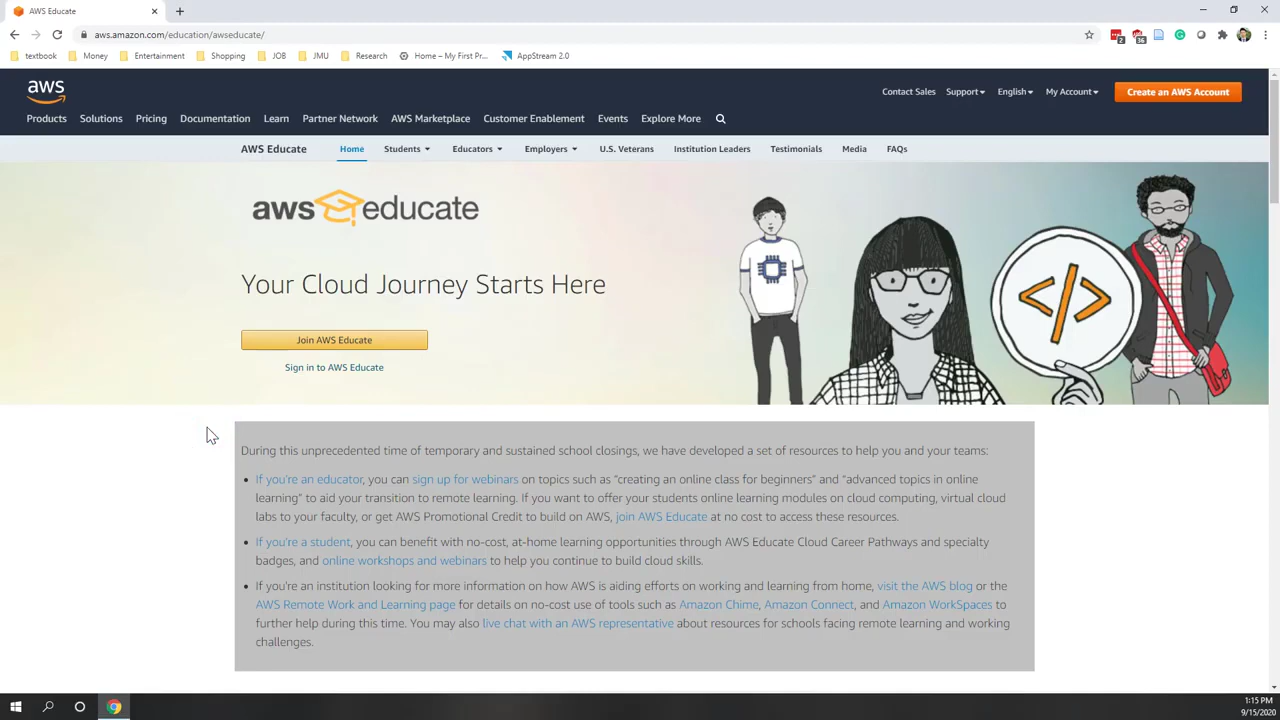 AWS Educate
aws.amazon.com/education/awseducate/
textbook Money Entertainment Shopping JOB JMU Research Home – My First Pr... AppStream 2.0
2 36
aws
Contact Sales Support English My Account Create an AWS Account
Products Solutions Pricing Documentation Learn Partner Network AWS Marketplace Customer Enablement Events Explore More
AWS Educate Home Students Educators Employers U.S. Veterans Institution Leaders Testimonials Media FAQs
aws educate
</>
Your Cloud Journey Starts Here
Join AWS Educate
Sign in to AWS Educate
During this unprecedented time of temporary and sustained school closings, we have developed a set of resources to help you and your teams:
• If you're an educator, you can sign up for webinars on topics such as "creating an online class for beginners" and "advanced topics in online
learning" to aid your transition to remote learning. If you want to offer your students online learning modules on cloud computing, virtual cloud
labs to your faculty, or get AWS Promotional Credit to build on AWS, join AWS Educate at no cost to access these resources.
• If you're a student, you can benefit with no-cost, at-home learning opportunities through AWS Educate Cloud Career Pathways and specialty
badges, and online workshops and webinars to help you continue to build cloud skills.
• If you're an institution looking for more information on how AWS is aiding efforts on working and learning from home, visit the AWS blog or the
AWS Remote Work and Learning page for details on no-cost use of tools such as Amazon Chime, Amazon Connect, and Amazon WorkSpaces to
further help during this time. You may also live chat with an AWS representative about resources for schools facing remote learning and working
challenges.
1:15 PM
9/15/2020